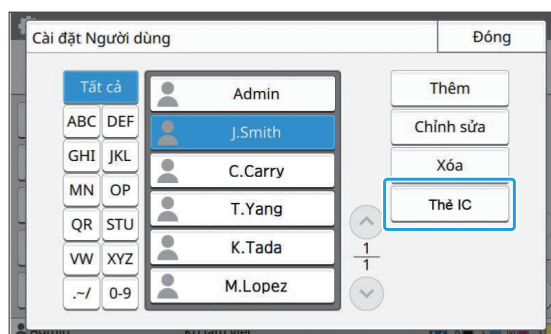 Cài đặt Người dùng
Đóng
Tất cả
ABC DEF
GHI JKL
MN OP
QR STU
VW XYZ
.~/ 0-9
Admin
J.Smith
C.Carry
T.Yang
K.Tada
M.Lopez
1
1
Thêm
Chỉnh sửa
Xóa
Thẻ IC